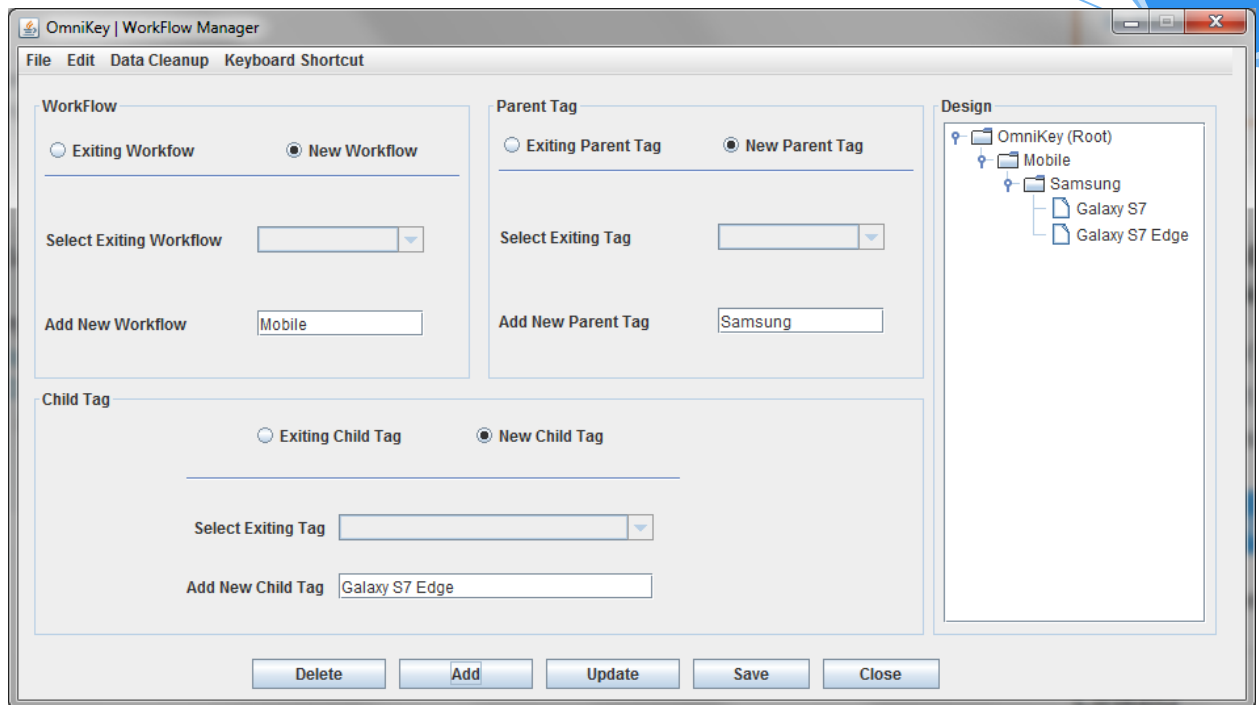 OmniKey | WorkFlow Manager
File Edit Data Cleanup Keyboard Shortcut
WorkFlow
Exiting Workfow New Workflow
Select Exiting Workflow
Add New Workflow Mobile
Parent Tag
Exiting Parent Tag New Parent Tag
Select Exiting Tag
Add New Parent Tag Samsung
Design
OmniKey (Root)
Mobile
Samsung
Galaxy S7
Galaxy S7 Edge
Child Tag
Exiting Child Tag New Child Tag
Select Exiting Tag
Add New Child Tag Galaxy S7 Edge
Delete Add Update Save Close